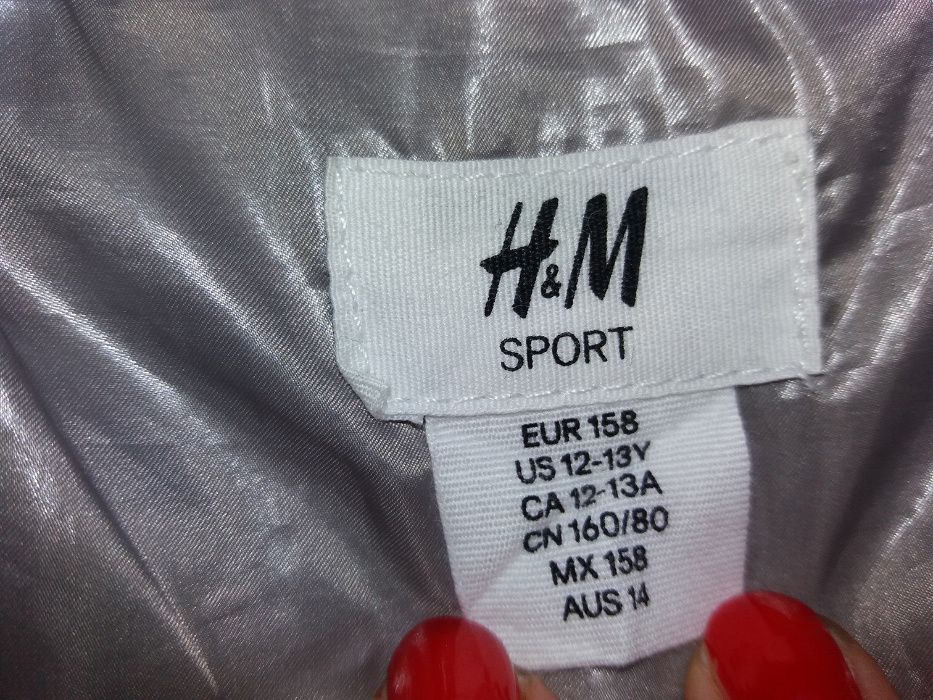 H&M
SPORT
EUR 158
US 12-13Y
CA 12-13A
CN 160/80
MX 158
AUS 14